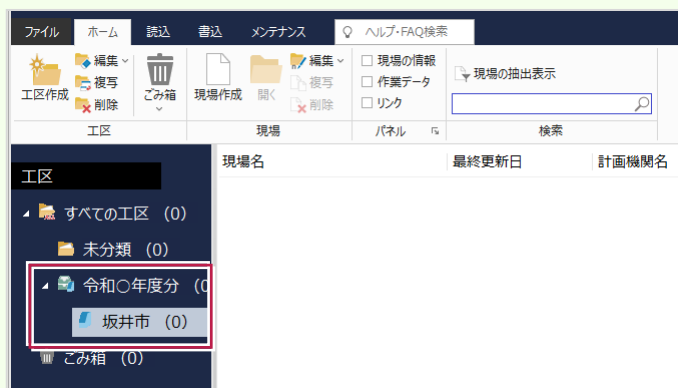 ファイル ホーム 読込 書込 メンテナンス ヘルプ・FAQ検索
工区作成 編集 複写 削除 ごみ箱
現場作成 開く 編集 複写 削除
現場の情報
作業データ
リンク
現場の抽出表示
工区 現場 パネル 検索
工区
すべての工区 (0)
未分類 (0)
令和○年度分 (0
坂井市 (0)
ごみ箱 (0)
現場名 最終更新日 計画機関名